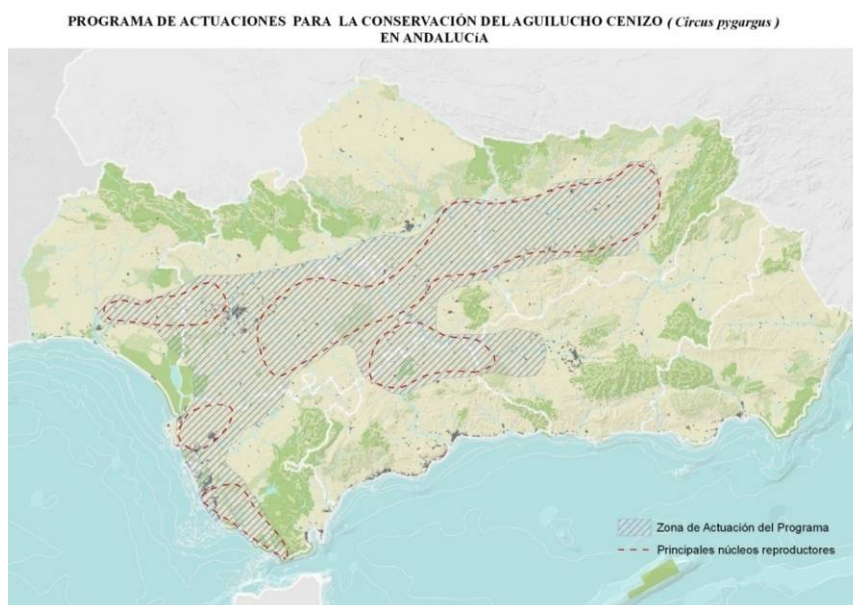 PROGRAMA DE ACTUACIONES PARA LA CONSERVACIÓN DEL AGUILUCHO CENIZO ( Circus pygargus )
EN ANDALUCíA
Zona de Actuación del Programa
Principales núcleos reproductores